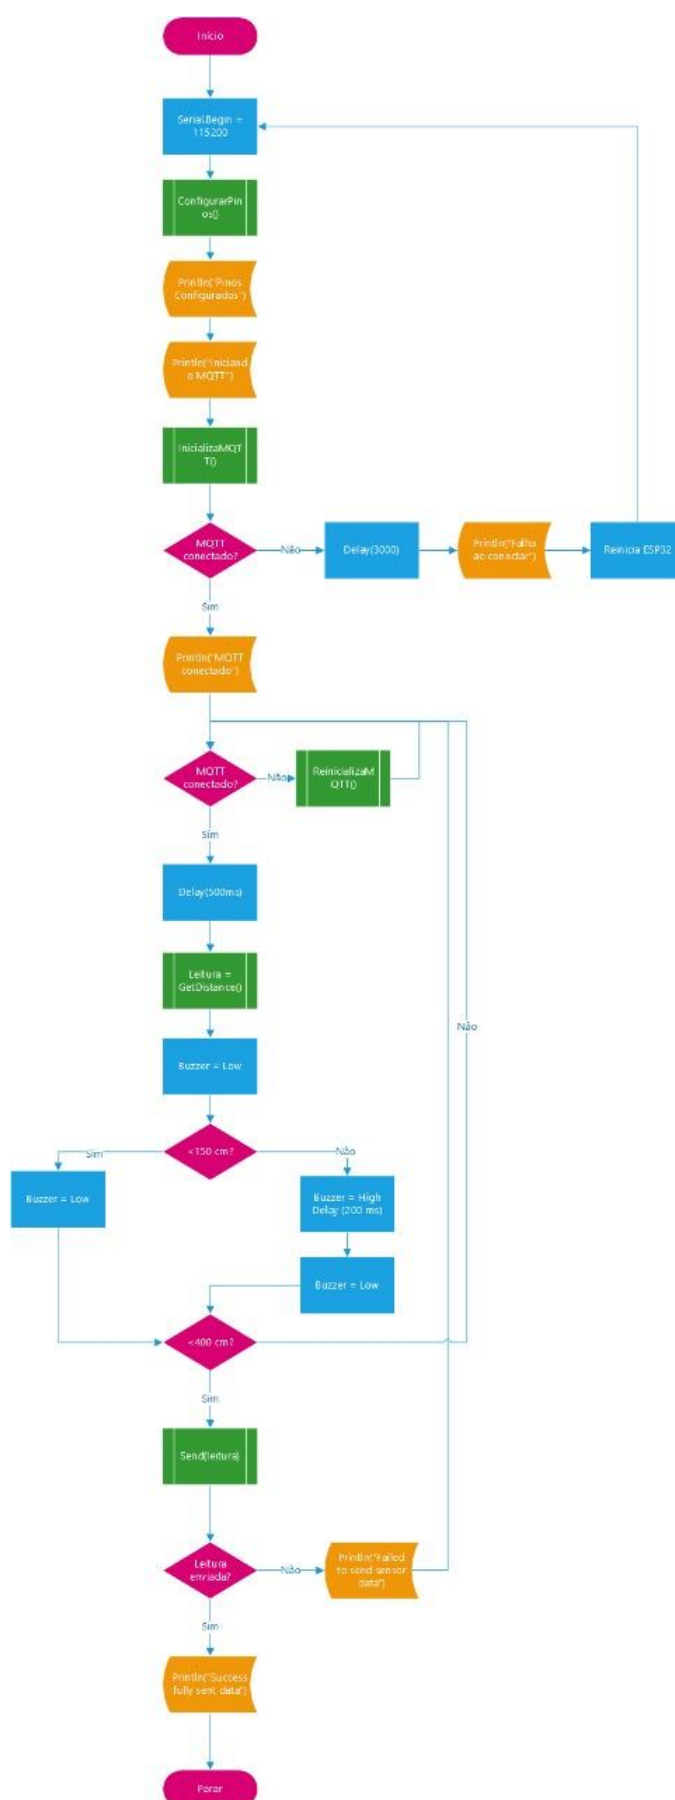 Início
Serial.Begin =
115200
ConfigurarPin
os()
Println("Pinos
Configurados")
Println("Iniciand
o MQTT")
InicializaMQT
T()
MQTT
conectado?
Não
Delay(3000)
Println("Falha
ao conectar")
Reinicia ESP32
Sim
Println("MQTT
conectado")
MQTT
conectado?
Não
ReinicializaM
QTT()
Sim
Delay(500ms)
Leitura =
GetDistance()
Não
Buzzer = Low
<150 cm?
Sim
Não
Buzzer = Low
Buzzer = High
Delay (200 ms)
Buzzer = Low
<400 cm?
Sim
Send(leitura)
Leitura
enviada?
Não
Println("Failed
to send sensor
data")
Sim
Println("Success
fully sent data")
Parar